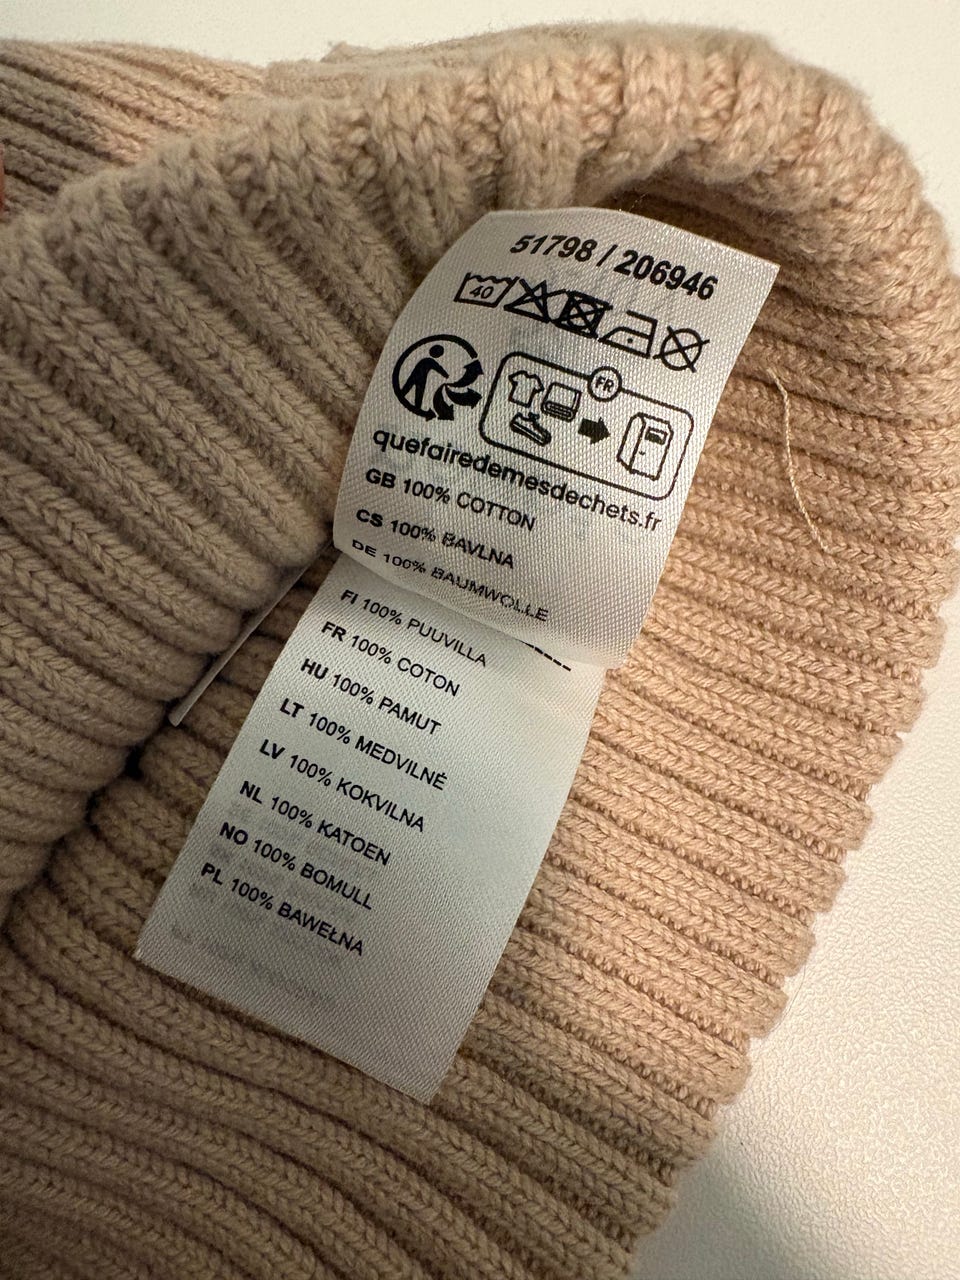 51798 / 206946
40
FR
quefairedemesdechets.fr
GB 100% COTTON
CS 100% BAVLNA
DE 100% BAUMWOLLE
FI 100% PUUVILLA
FR 100% COTON
HU 100% PAMUT
LT 100% MEDVILNĖ
LV 100% KOKVILNA
NL 100% KATOEN
NO 100% BOMULL
PL 100% BAWEŁNA